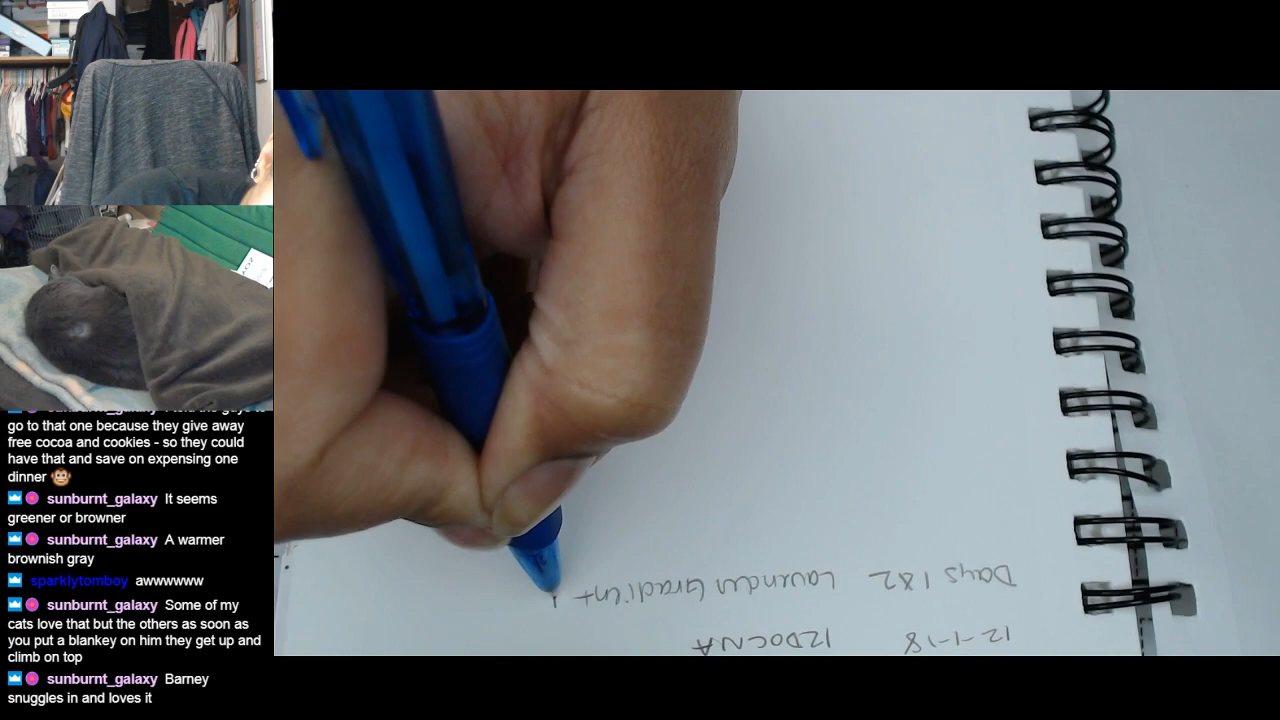 go to that one because they give away
free cocoa and cookies - so they could
have that and save on expensing one
dinner
sunburnt_galaxy It seems
greener or browner
sunburnt_galaxy A warmer
brownish gray
sparklytomboy awwwwww
sunburnt_galaxy Some of my
cats love that but the others as soon as
you put a blankey on him they get up and
climb on top
sunburnt_galaxy Barney
snuggles in and loves it
12-1-18 12DOCNA
Days 1&2 Lavender Gradient